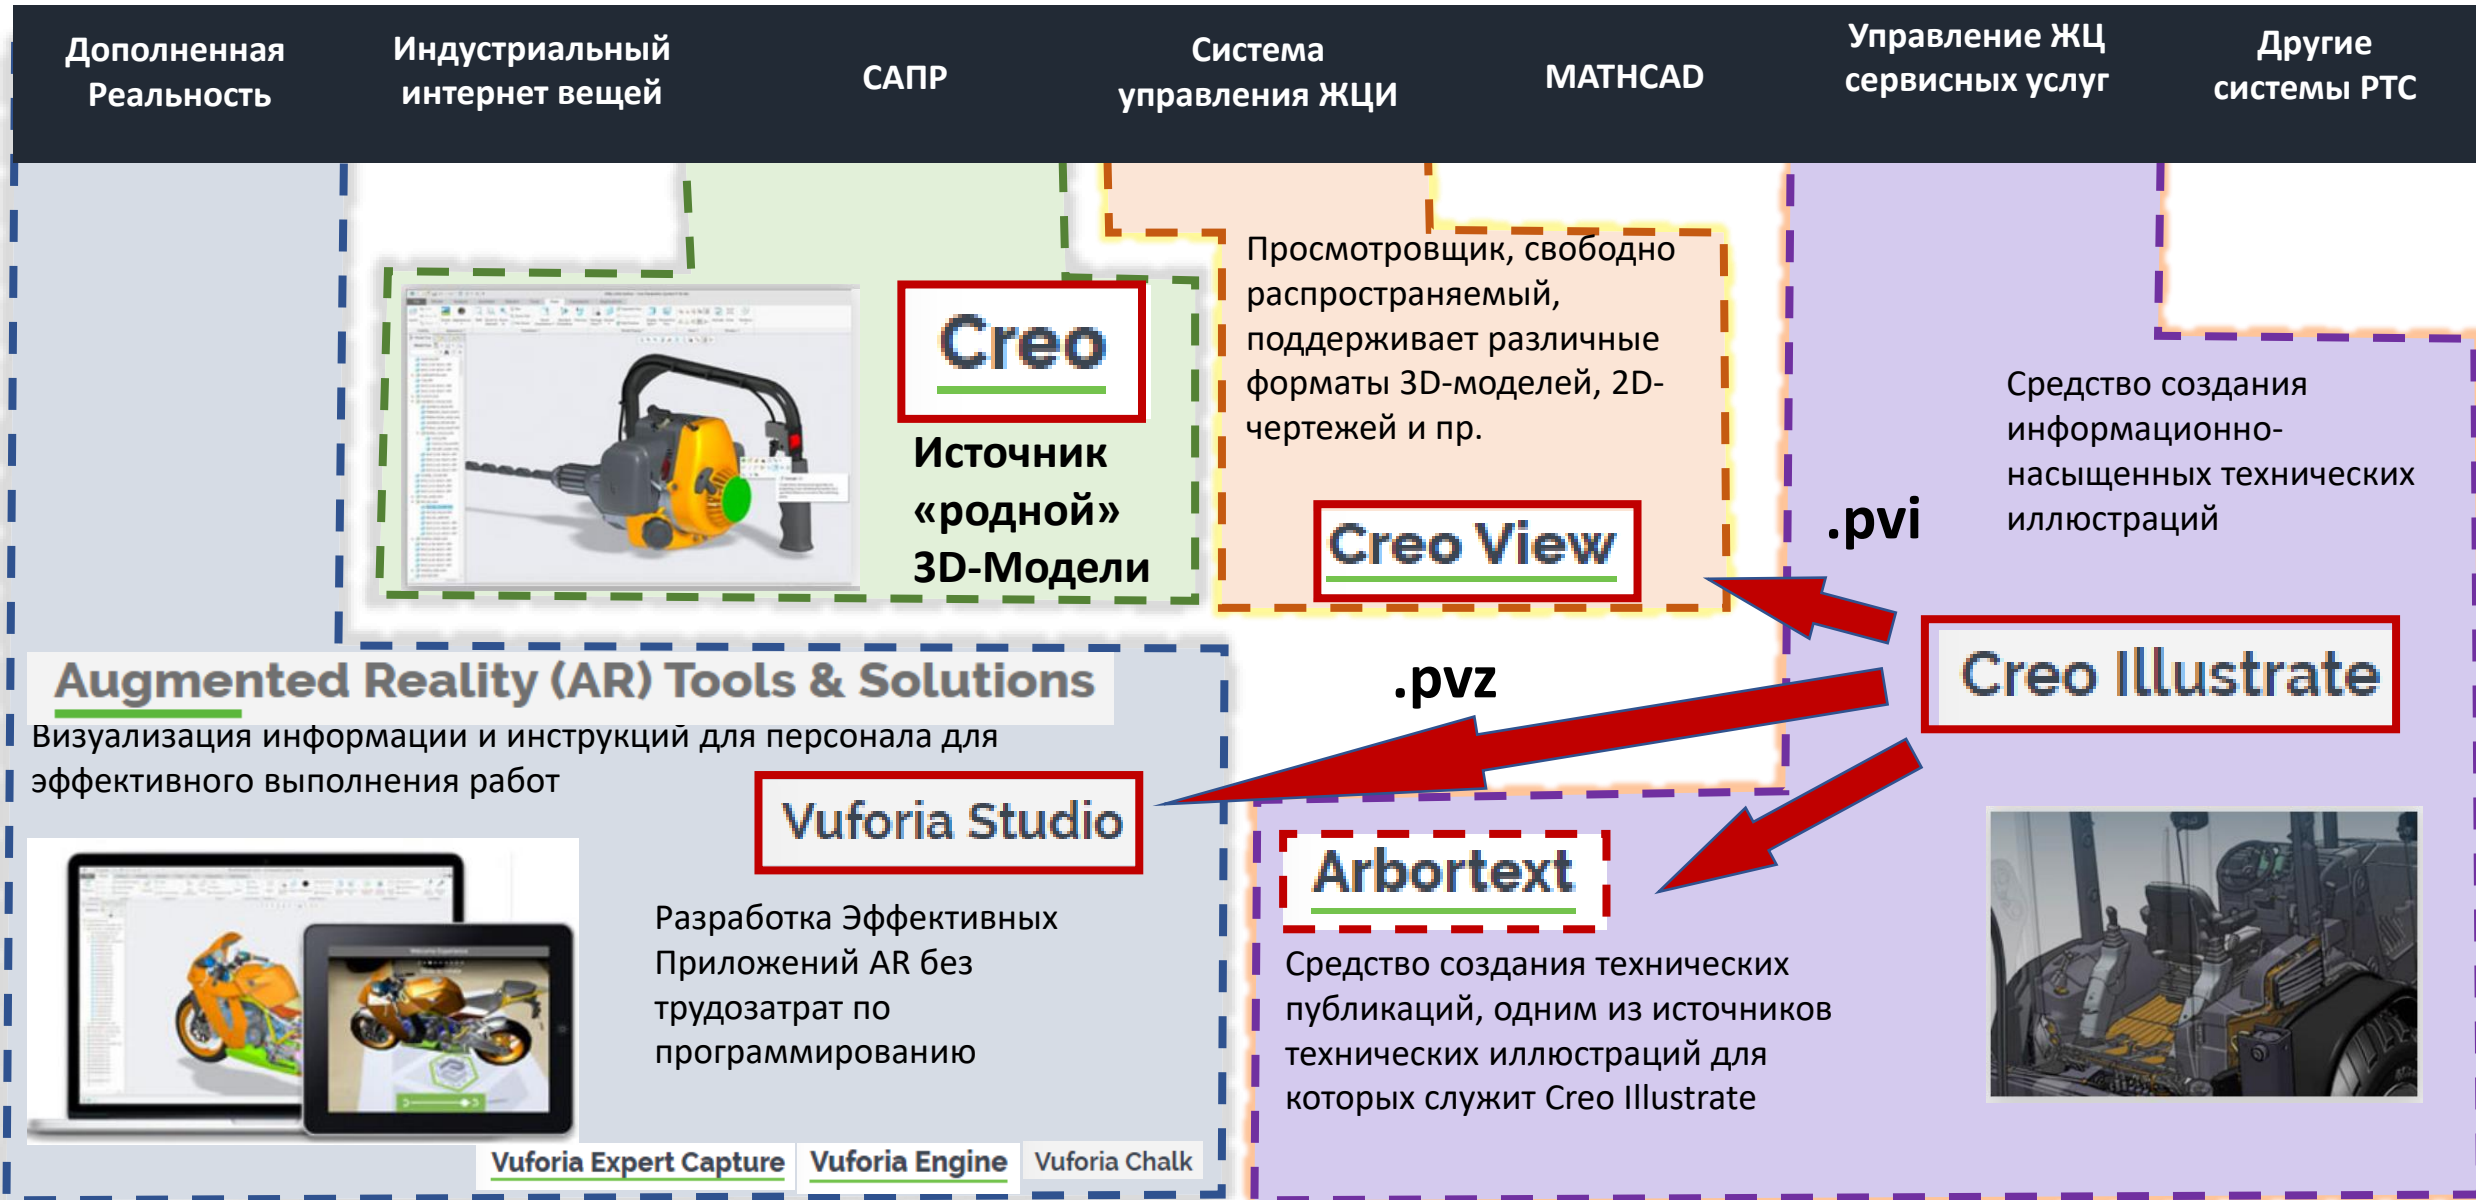 Дополненная
Реальность
Индустриальный
интернет вещей
САПР
Система
управления ЖЦИ
MATHCAD
Управление ЖЦ
сервисных услуг
Другие
системы PTC
Creo
Источник
«родной»
3D-Модели
Просмотровщик, свободно
распространяемый,
поддерживает различные
форматы 3D-моделей, 2D-
чертежей и пр.
Creo View
.pvi
Средство создания
информационно-
насыщенных технических
иллюстраций
Creo Illustrate
.pvz
Augmented Reality (AR) Tools & Solutions
Визуализация информации и инструкций для персонала для
эффективного выполнения работ
Vuforia Studio
Разработка Эффективных
Приложений AR без
трудозатрат по
программированию
Arbortext
Средство создания технических
публикаций, одним из источников
технических иллюстраций для
которых служит Creo Illustrate
Vuforia Expert Capture
Vuforia Engine
Vuforia Chalk